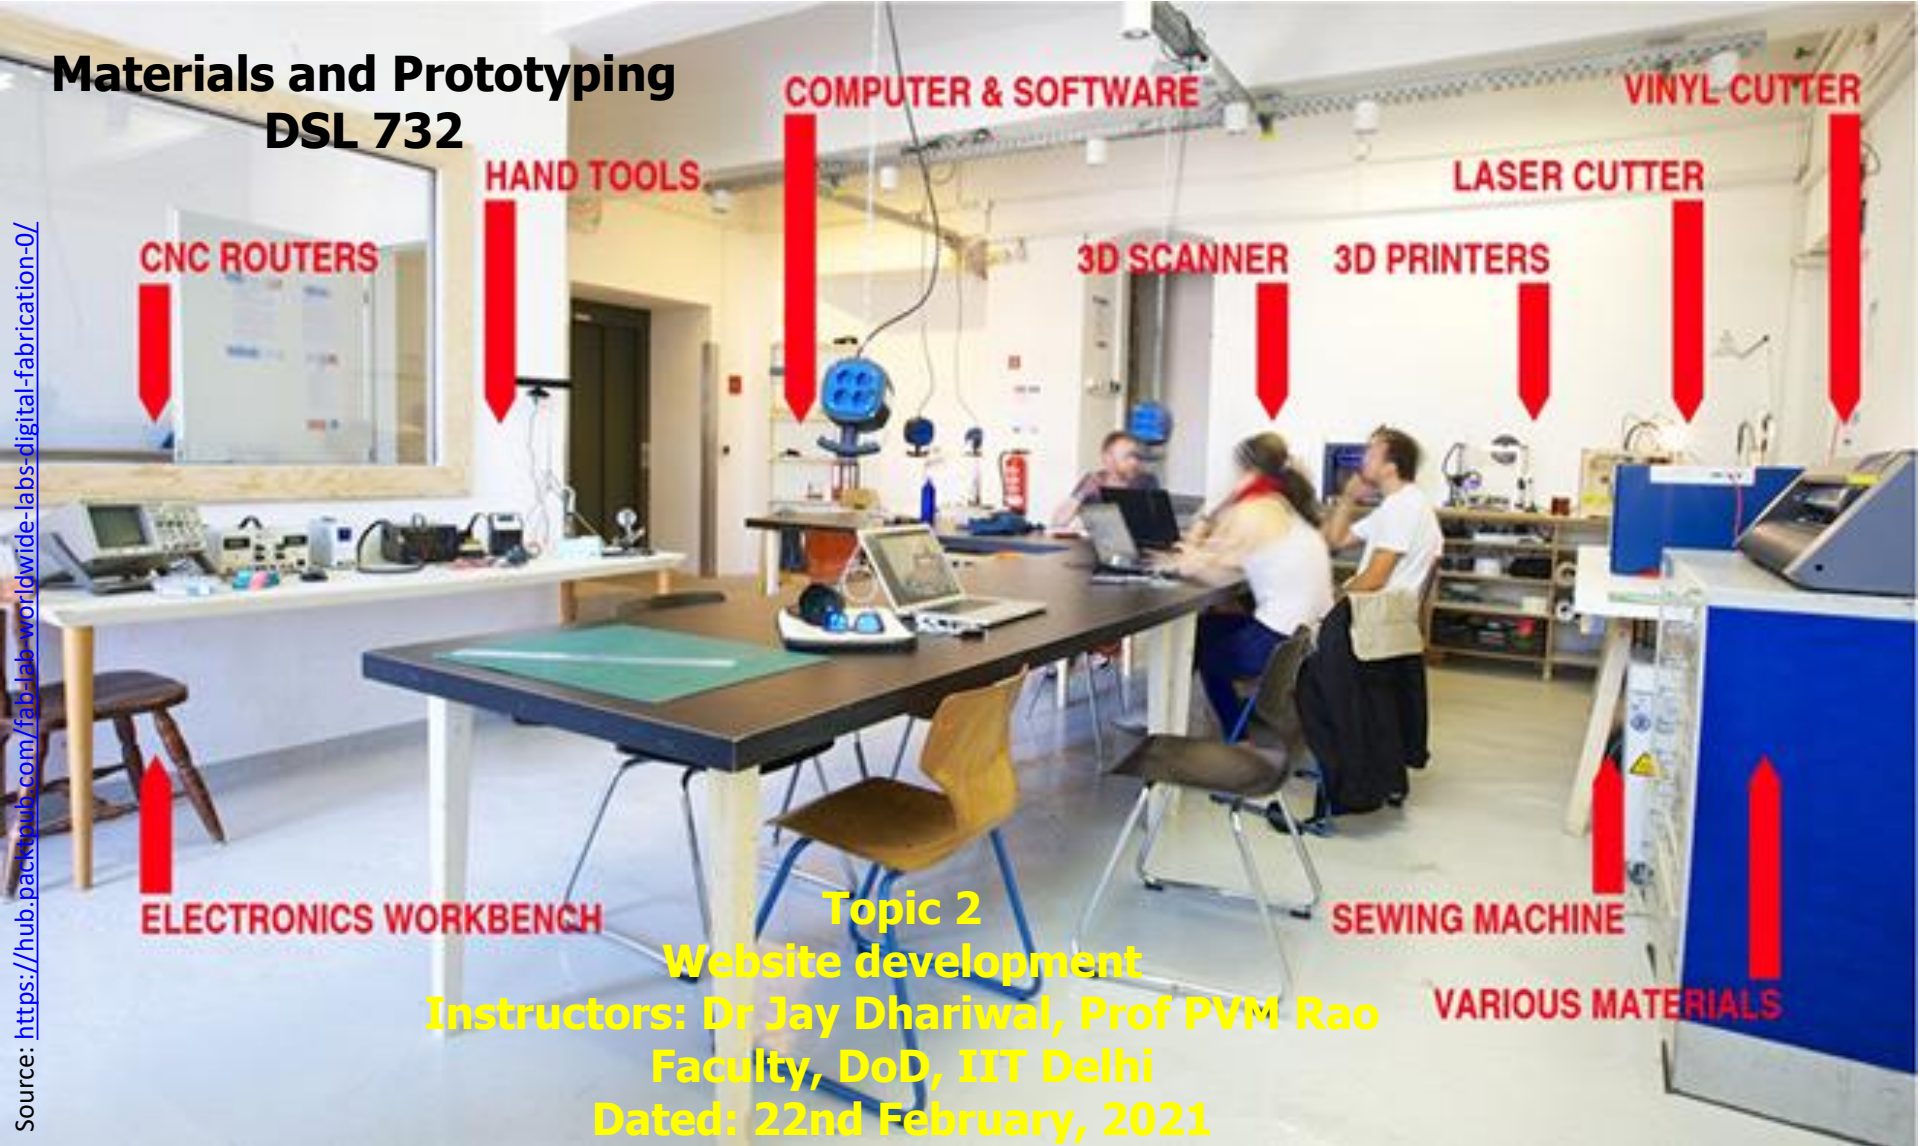 Materials and Prototyping
DSL 732
COMPUTER & SOFTWARE
VINYL CUTTER
HAND TOOLS
LASER CUTTER
CNC ROUTERS
3D SCANNER
3D PRINTERS
Source: https://hub.packtpub.com/fab-lab-worldwide-labs-digital-fabrication-0/
ELECTRONICS WORKBENCH
SEWING MACHINE
VARIOUS MATERIALS
Topic 2
Website development
Instructors: Dr Jay Dhariwal, Prof PVM Rao
Faculty, DoD, IIT Delhi
Dated: 22nd February, 2021